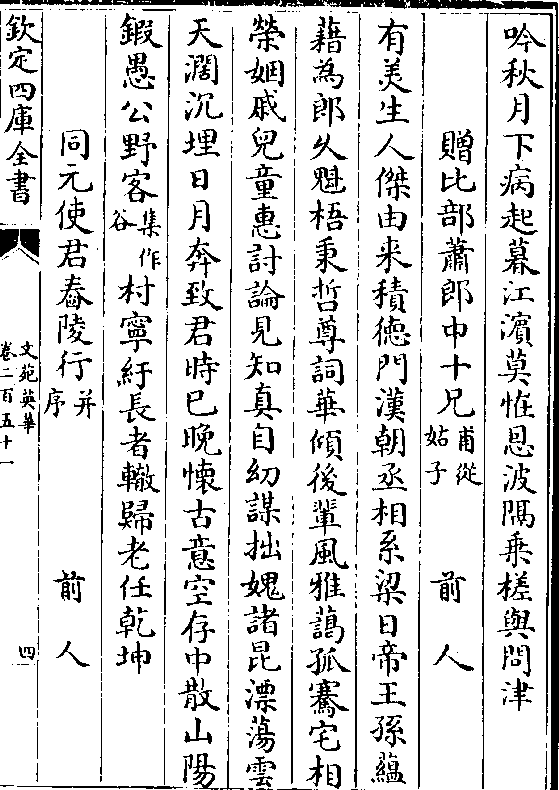 吟秋月下病起暮江濵莫恠恩波隔乗槎與問津
贈比部蕭郎中十兄甫從姑子 前人
有美生人傑由来積徳門漢朝丞相系梁日帝王孫蘊
藉為郎久魁梧秉哲尊詞華傾後輩風雅藹孤騫宅相
榮姻戚兒童惠討論見知真自幼謀拙媿諸昆漂蕩雲
天濶沉埋日月奔致君時已晩懐古意空存中散山陽
鍛愚公野客集作谷村寧紆長者轍歸老任乾坤
同元使君舂陵行并序 前人
欽定四庫全書
文苑英華
卷二百五十一
四